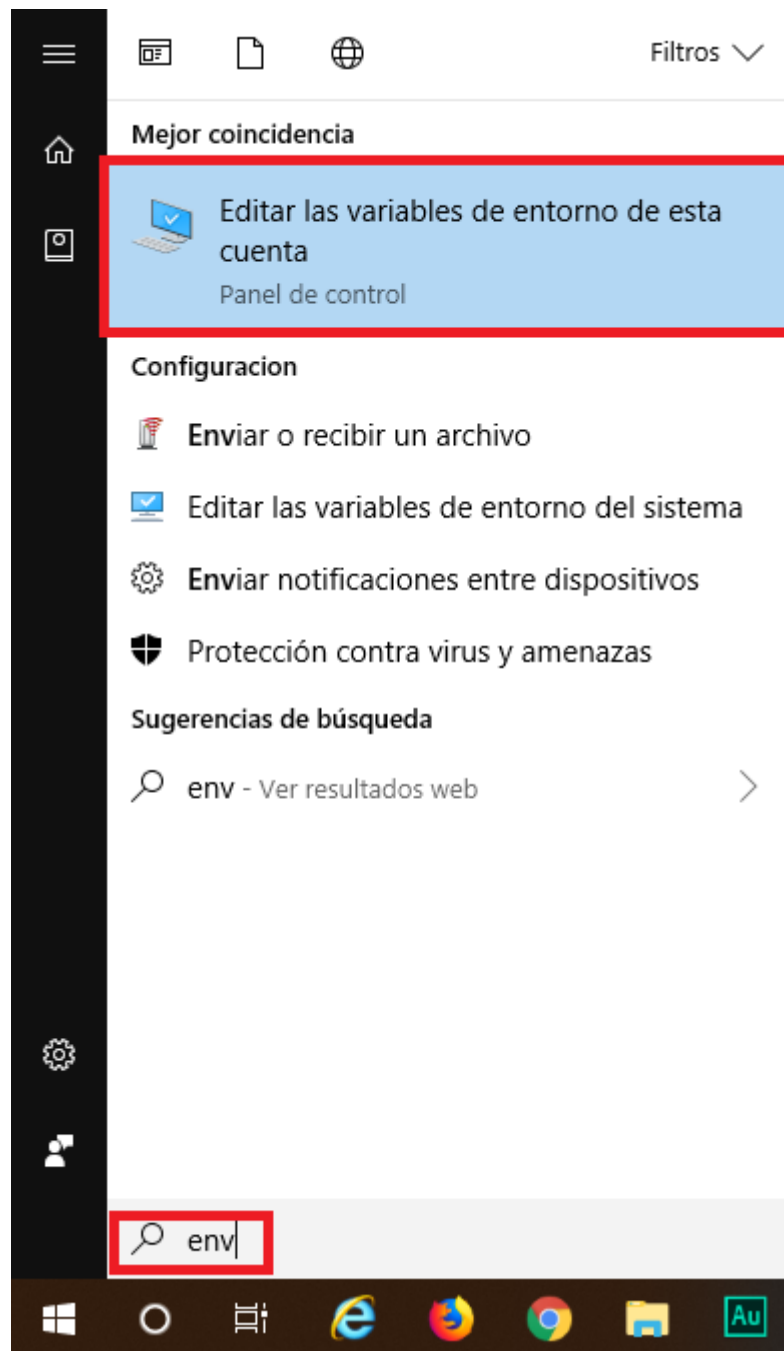 Filtros
Mejor coincidencia
Editar las variables de entorno de esta
cuenta
Panel de control
Configuracion
Enviar o recibir un archivo
Editar las variables de entorno del sistema
Enviar notificaciones entre dispositivos
Protección contra virus y amenazas
Sugerencias de búsqueda
env - Ver resultados web
env
Au